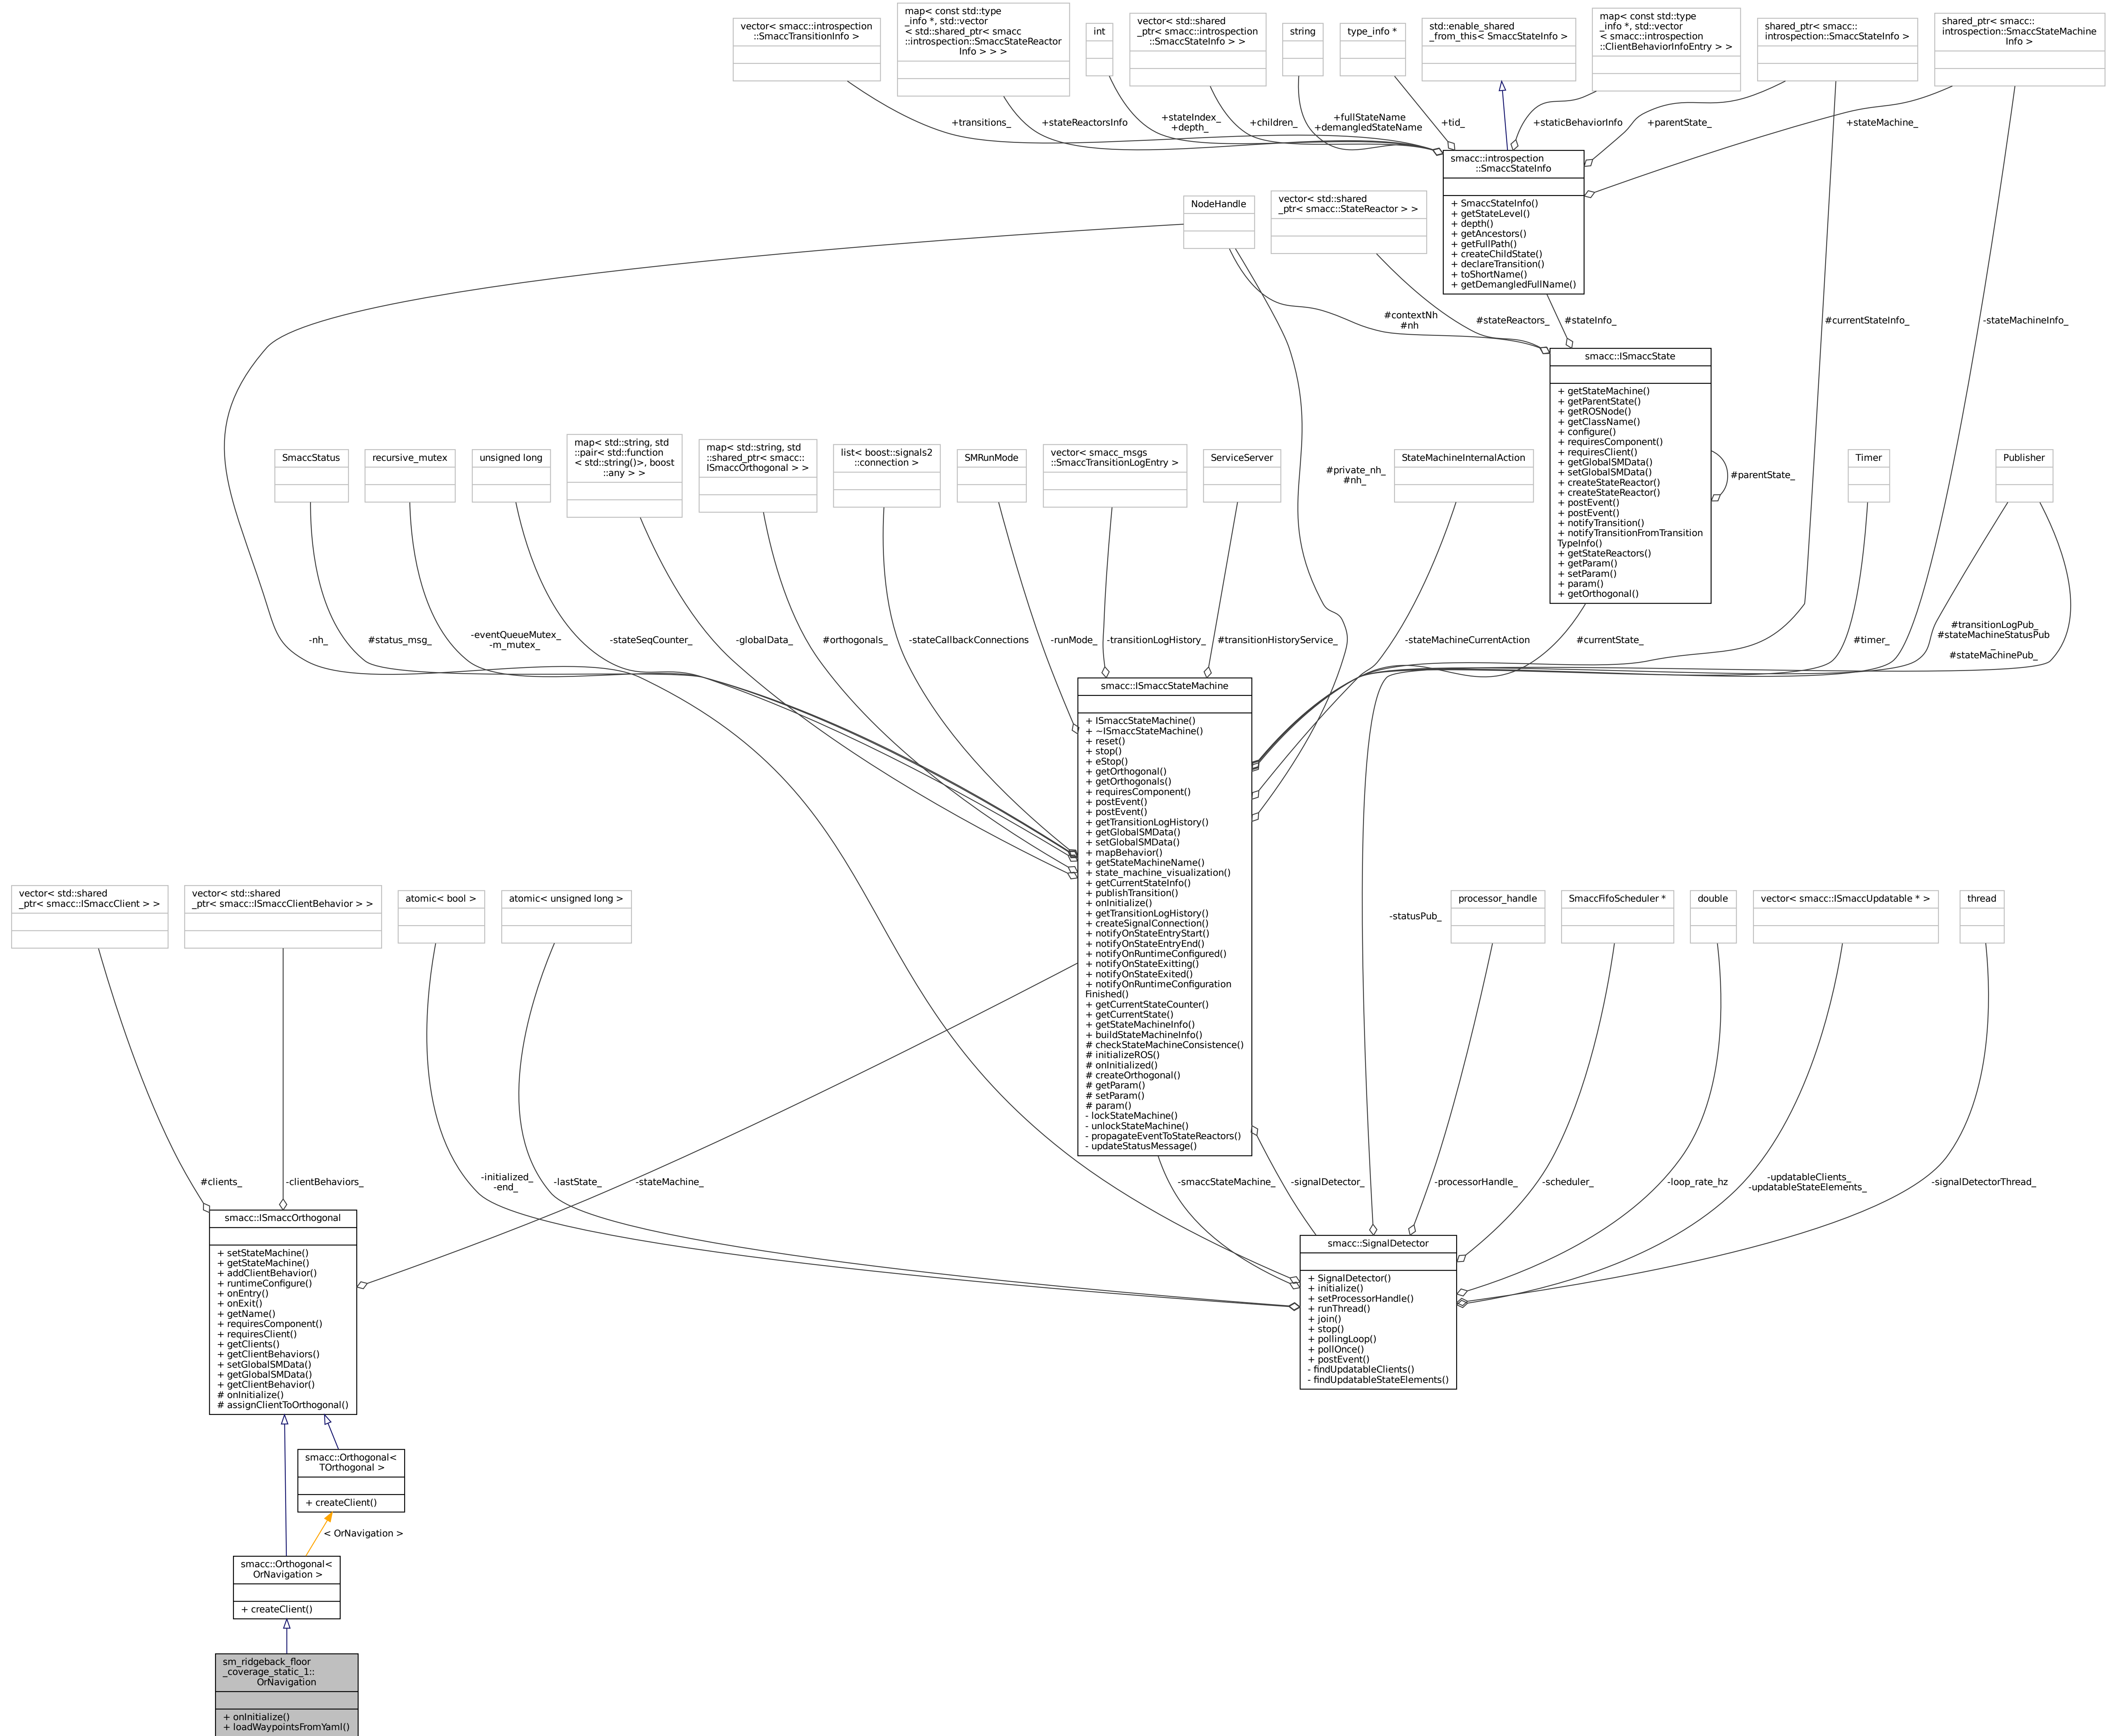 vector< smacc::introspection
::SmaccTransitionInfo >
map< const std::type
_info *, std::vector
< std::shared_ptr< smacc
::introspection::SmaccStateReactor
Info > > >
int
vector< std::shared
_ptr< smacc::introspection
::SmaccStateInfo > >
string
type_info *
std::enable_shared
_from_this< SmaccStateInfo >
map< const std::type
_info *, std::vector
< smacc::introspection
::ClientBehaviorInfoEntry > >
shared_ptr< smacc::
introspection::SmaccStateInfo >
shared_ptr< smacc::
introspection::SmaccStateMachine
Info >
+transitions_
+stateReactorsInfo
+stateIndex_
+depth_
+children_
+fullStateName
+demangledStateName
+tid_
+staticBehaviorInfo
+parentState_
+stateMachine_
smacc::introspection
::SmaccStateInfo
+ SmaccStateInfo()
+ getStateLevel()
+ depth()
+ getAncestors()
+ getFullPath()
+ createChildState()
+ declareTransition()
+ toShortName()
+ getDemangledFullName()
NodeHandle
vector< std::shared
_ptr< smacc::StateReactor > >
#contextNh
#nh
#stateReactors_
#stateInfo_
#currentStateInfo_
-stateMachineInfo_
smacc::ISmaccState
+ getStateMachine()
+ getParentState()
+ getROSNode()
+ getClassName()
+ configure()
+ requiresComponent()
+ requiresClient()
+ getGlobalSMData()
+ setGlobalSMData()
+ createStateReactor()
+ createStateReactor()
+ postEvent()
+ postEvent()
+ notifyTransition()
+ notifyTransitionFromTransition
TypeInfo()
+ getStateReactors()
+ getParam()
+ setParam()
+ param()
+ getOrthogonal()
#parentState_
SmaccStatus
recursive_mutex
unsigned long
map< std::string, std
::pair< std::function
< std::string()>, boost
::any > >
map< std::string, std
::shared_ptr< smacc::
ISmaccOrthogonal > >
list< boost::signals2
::connection >
SMRunMode
vector< smacc_msgs
::SmaccTransitionLogEntry >
ServiceServer
#private_nh_
#nh_
StateMachineInternalAction
Timer
Publisher
-nh_
#status_msg_
-eventQueueMutex_
-m_mutex_
-stateSeqCounter_
-globalData_
#orthogonals_
-stateCallbackConnections
-runMode_
-transitionLogHistory_
#transitionHistoryService_
-stateMachineCurrentAction
#currentState_
#timer_
#transitionLogPub_
#stateMachineStatusPub
_
#stateMachinePub_
smacc::ISmaccStateMachine
+ ISmaccStateMachine()
+ ~ISmaccStateMachine()
+ reset()
+ stop()
+ eStop()
+ getOrthogonal()
+ getOrthogonals()
+ requiresComponent()
+ postEvent()
+ postEvent()
+ getTransitionLogHistory()
+ getGlobalSMData()
+ setGlobalSMData()
+ mapBehavior()
+ getStateMachineName()
+ state_machine_visualization()
+ getCurrentStateInfo()
+ publishTransition()
+ onInitialize()
+ getTransitionLogHistory()
+ createSignalConnection()
+ notifyOnStateEntryStart()
+ notifyOnStateEntryEnd()
+ notifyOnRuntimeConfigured()
+ notifyOnStateExitting()
+ notifyOnStateExited()
+ notifyOnRuntimeConfiguration
Finished()
+ getCurrentStateCounter()
+ getCurrentState()
+ getStateMachineInfo()
+ buildStateMachineInfo()
# checkStateMachineConsistence()
# initializeROS()
# onInitialized()
# createOrthogonal()
# getParam()
# setParam()
# param()
- lockStateMachine()
- unlockStateMachine()
- propagateEventToStateReactors()
- updateStatusMessage()
vector< std::shared
_ptr< smacc::ISmaccClient > >
vector< std::shared
_ptr< smacc::ISmaccClientBehavior > >
atomic< bool >
atomic< unsigned long >
-statusPub_
processor_handle
SmaccFifoScheduler *
double
vector< smacc::ISmaccUpdatable * >
thread
#clients_
-clientBehaviors_
-initialized_
-end_
-lastState_
-stateMachine_
-smaccStateMachine_
-signalDetector_
-processorHandle_
-scheduler_
-loop_rate_hz
-updatableClients_
-updatableStateElements_
-signalDetectorThread_
smacc::ISmaccOrthogonal
+ setStateMachine()
+ getStateMachine()
+ addClientBehavior()
+ runtimeConfigure()
+ onEntry()
+ onExit()
+ getName()
+ requiresComponent()
+ requiresClient()
+ getClients()
+ getClientBehaviors()
+ setGlobalSMData()
+ getGlobalSMData()
+ getClientBehavior()
# onInitialize()
# assignClientToOrthogonal()
smacc::SignalDetector
+ SignalDetector()
+ initialize()
+ setProcessorHandle()
+ runThread()
+ join()
+ stop()
+ pollingLoop()
+ pollOnce()
+ postEvent()
- findUpdatableClients()
- findUpdatableStateElements()
smacc::Orthogonal<
TOrthogonal >
+ createClient()
< OrNavigation >
smacc::Orthogonal<
OrNavigation >
+ createClient()
sm_ridgeback_floor
_coverage_static_1::
OrNavigation
+ onInitialize()
+ loadWaypointsFromYaml()